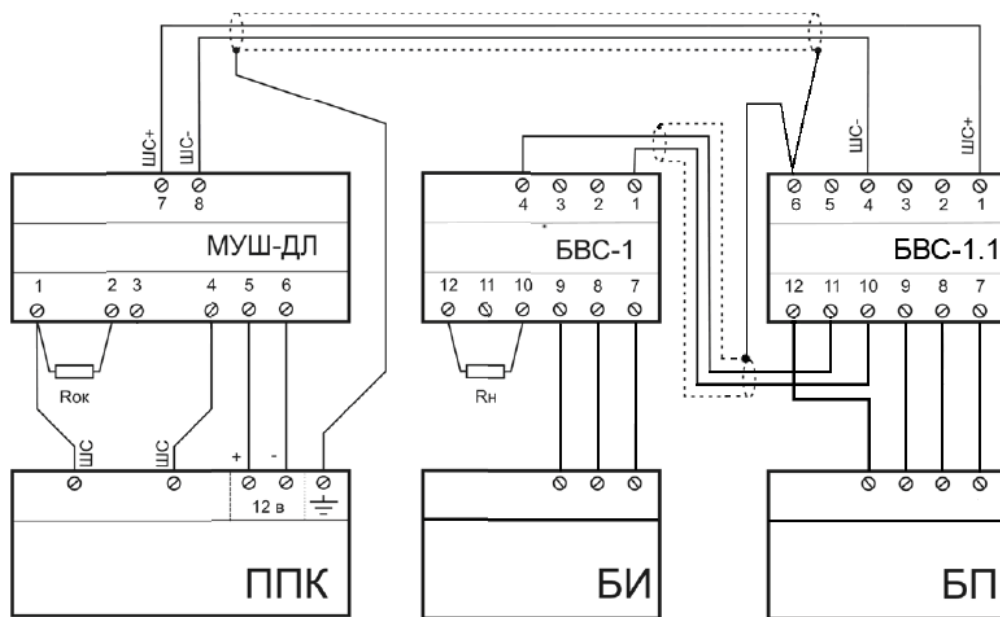 ШС+
ШС-
ШС-
ШС+
7 8
4 3 2 1
6 5 4 3 2 1
МУШ-ДЛ
БВС-1
БВС-1.1
1 2 3 4 5 6
12 11 10 9 8 7
12 11 10 9 8 7
Rок
Rн
ШС
ШС
+ -
12 в
ППК
БИ
БП